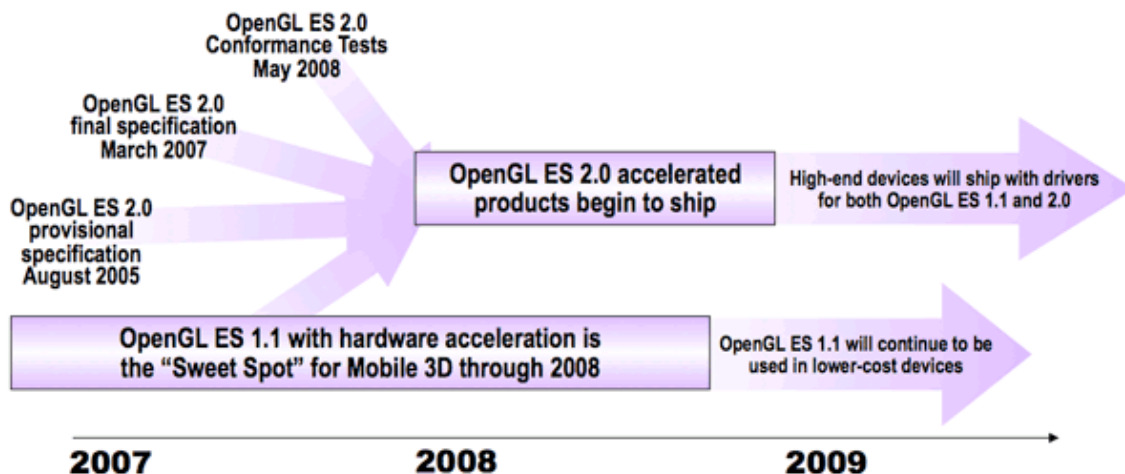 OpenGL ES 2.0
Conformance Tests
May 2008
OpenGL ES 2.0
final specification
March 2007
OpenGL ES 2.0
provisional
specification
August 2005
OpenGL ES 2.0 accelerated
products begin to ship
High-end devices will ship with drivers
for both OpenGL ES 1.1 and 2.0
OpenGL ES 1.1 with hardware acceleration is
the “Sweet Spot” for Mobile 3D through 2008
OpenGL ES 1.1 will continue to be
used in lower-cost devices
2007
2008
2009